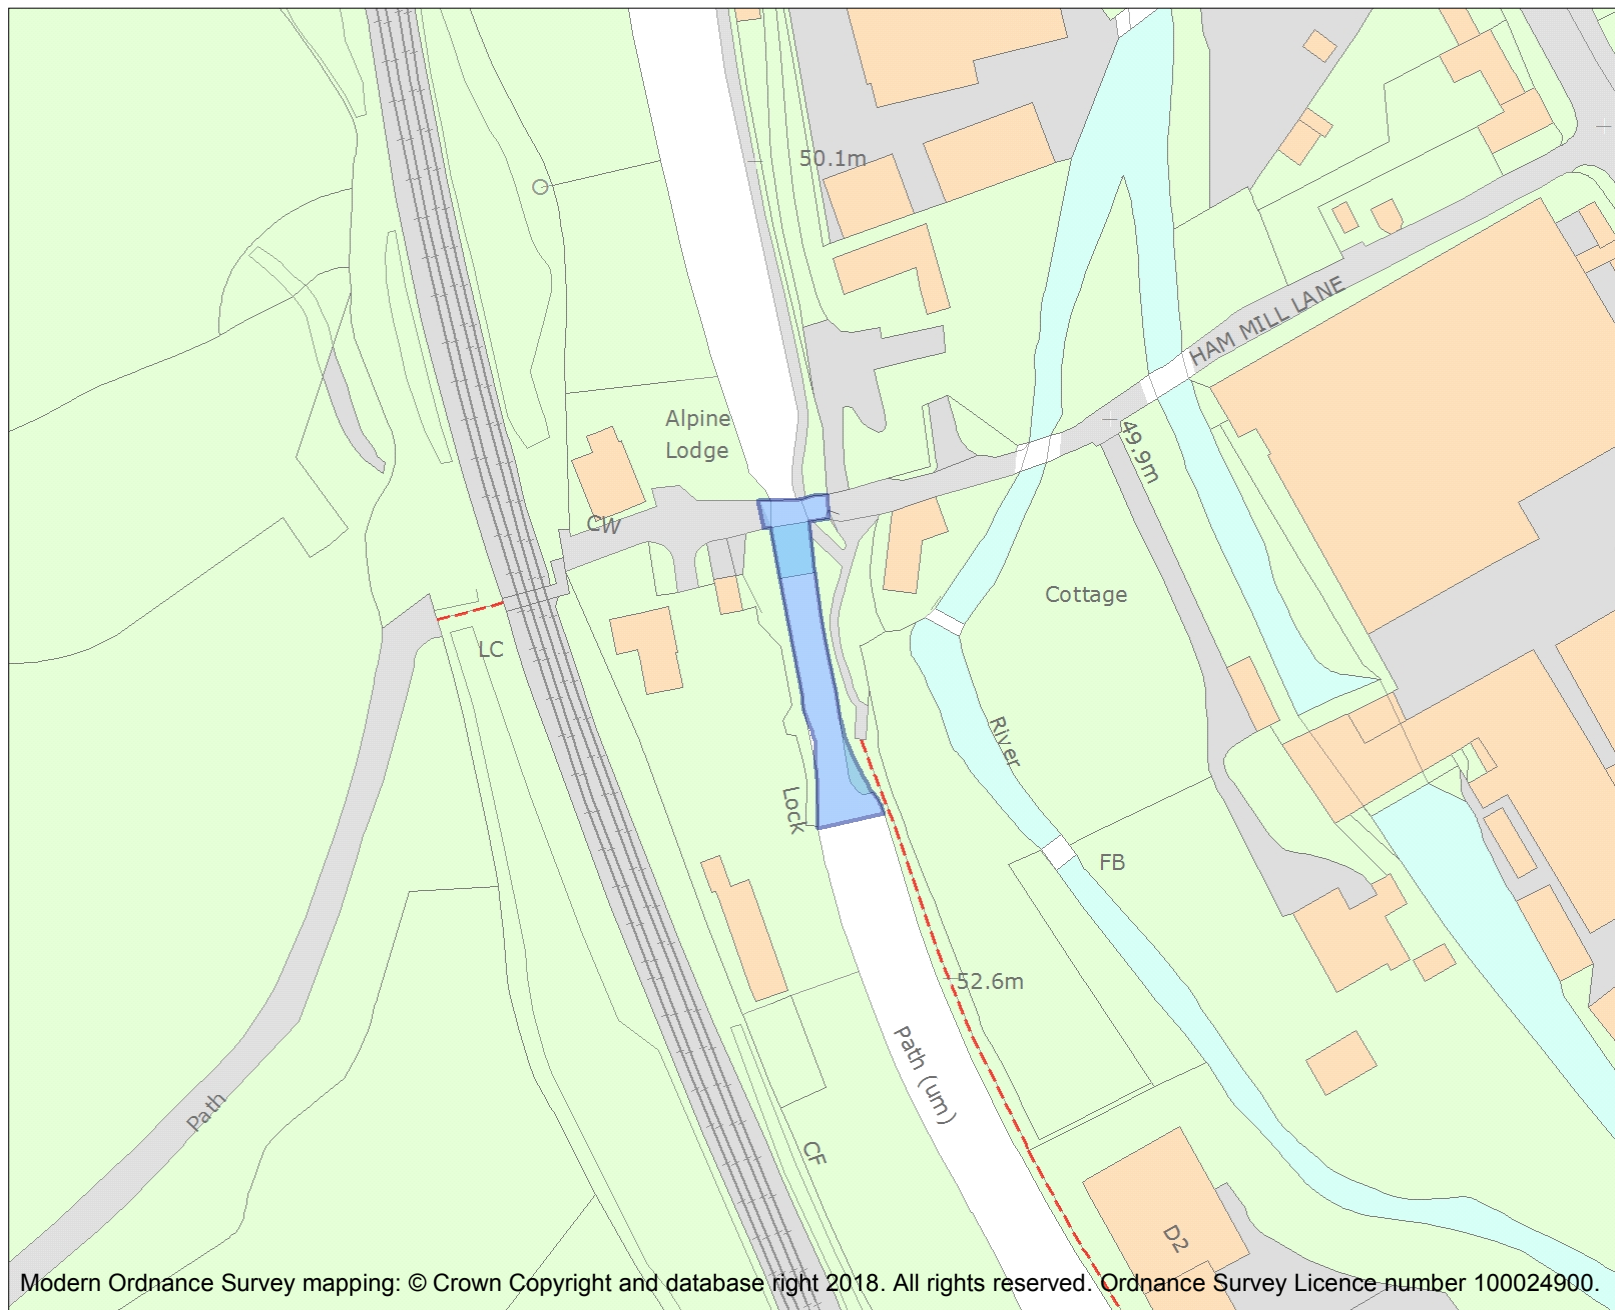 50.1m
HAM MILL LANE
Alpine
Lodge
49.9m
CW
Cottage
LC
River
Lock
FB
52.6m
Path (um)
Path
CF
D2
Modern Ordnance Survey mapping: © Crown Copyright and database right 2018. All rights reserved. Ordnance Survey Licence number 100024900.